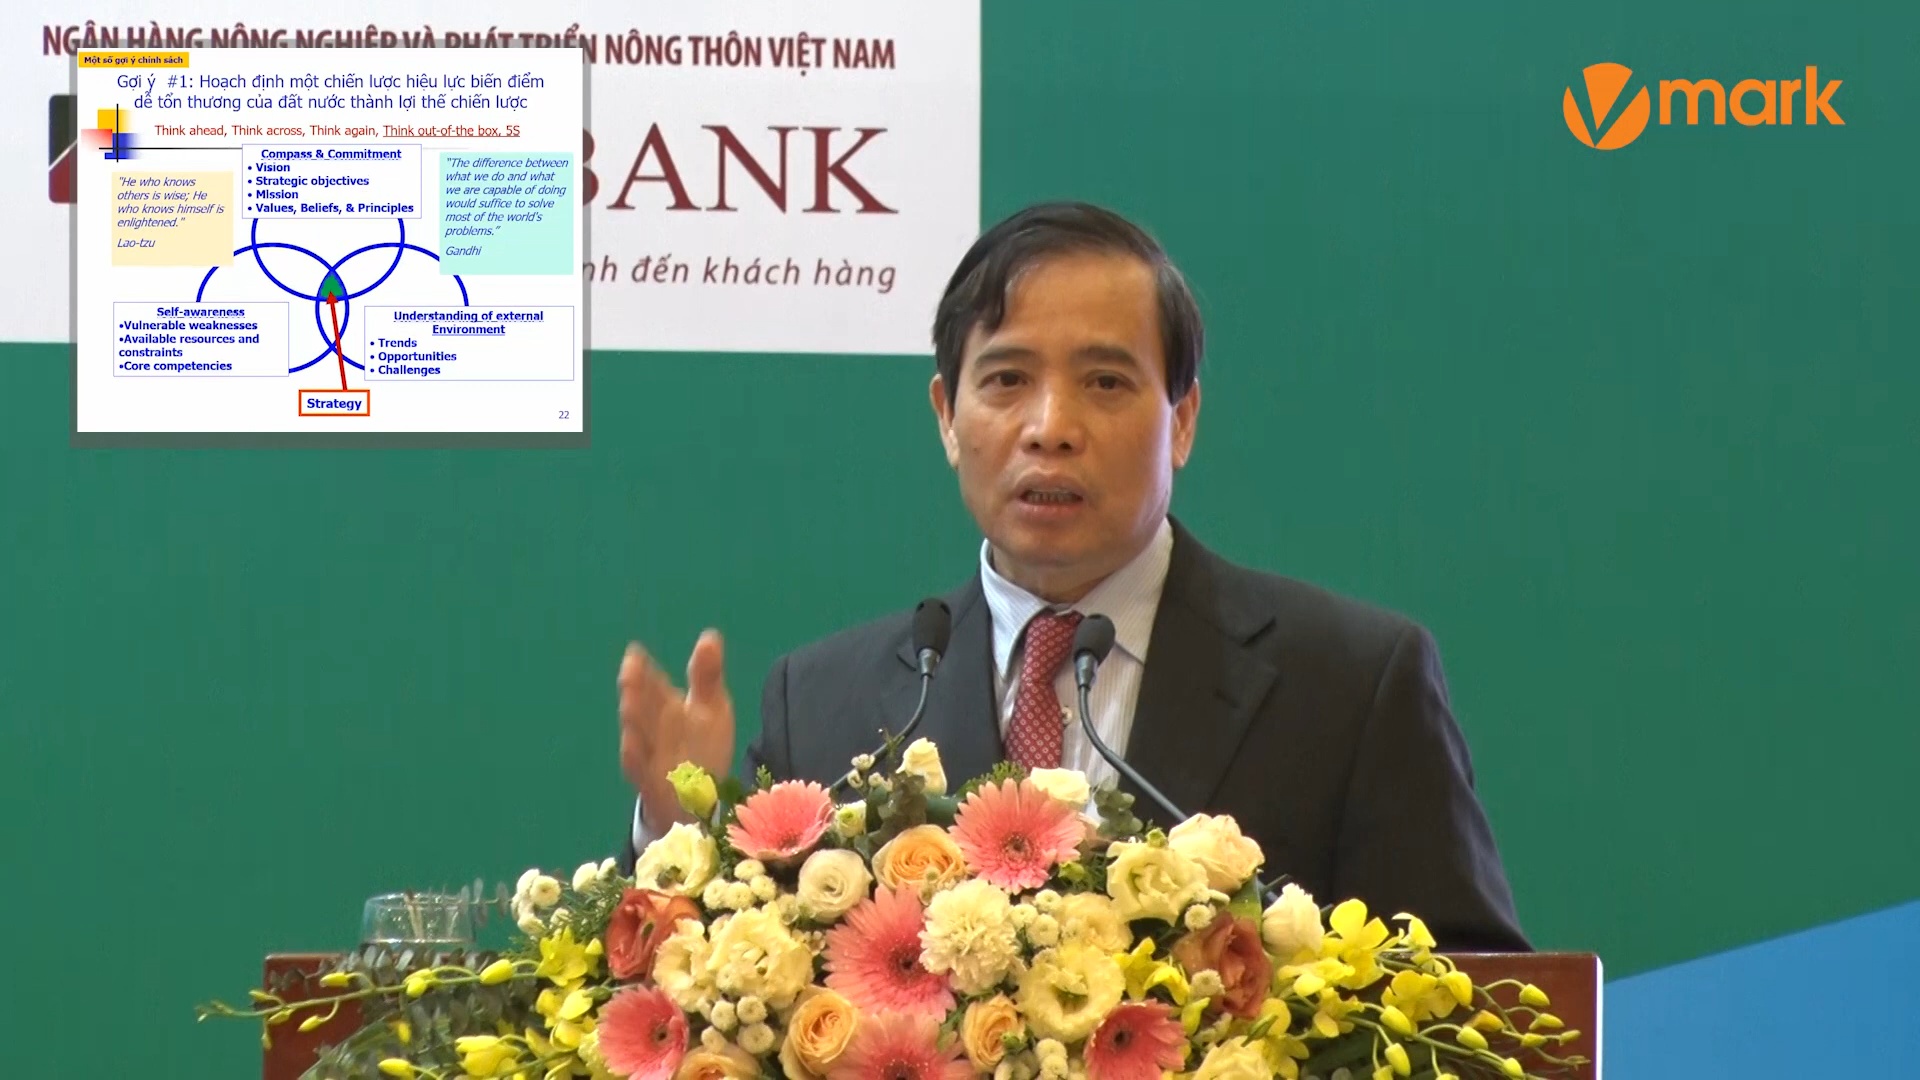 NGÂN HÀNG NÔNG NGHIỆP VÀ PHÁT TRIỂN NÔNG THÔN VIỆT NAM
BANK
đến khách hàng
mark
Một số gợi ý chính sách
Gợi ý #1: Hoạch định một chiến lược hiệu lực biến điểm
dễ tổn thương của đất nước thành lợi thế chiến lược
Think ahead, Think across, Think again, Think out-of-the box, 5S
Compass & Commitment
• Vision
• Strategic objectives
• Mission
• Values, Beliefs, & Principles
"He who knows
others is wise; He
who knows himself is
enlightened."
Lao-tzu
"The difference between
what we do and what
we are capable of doing
would suffice to solve
most of the world's
problems."
Gandhi
Self-awareness
•Vulnerable weaknesses
•Available resources and
constraints
•Core competencies
Understanding of external
Environment
• Trends
• Opportunities
• Challenges
Strategy
22